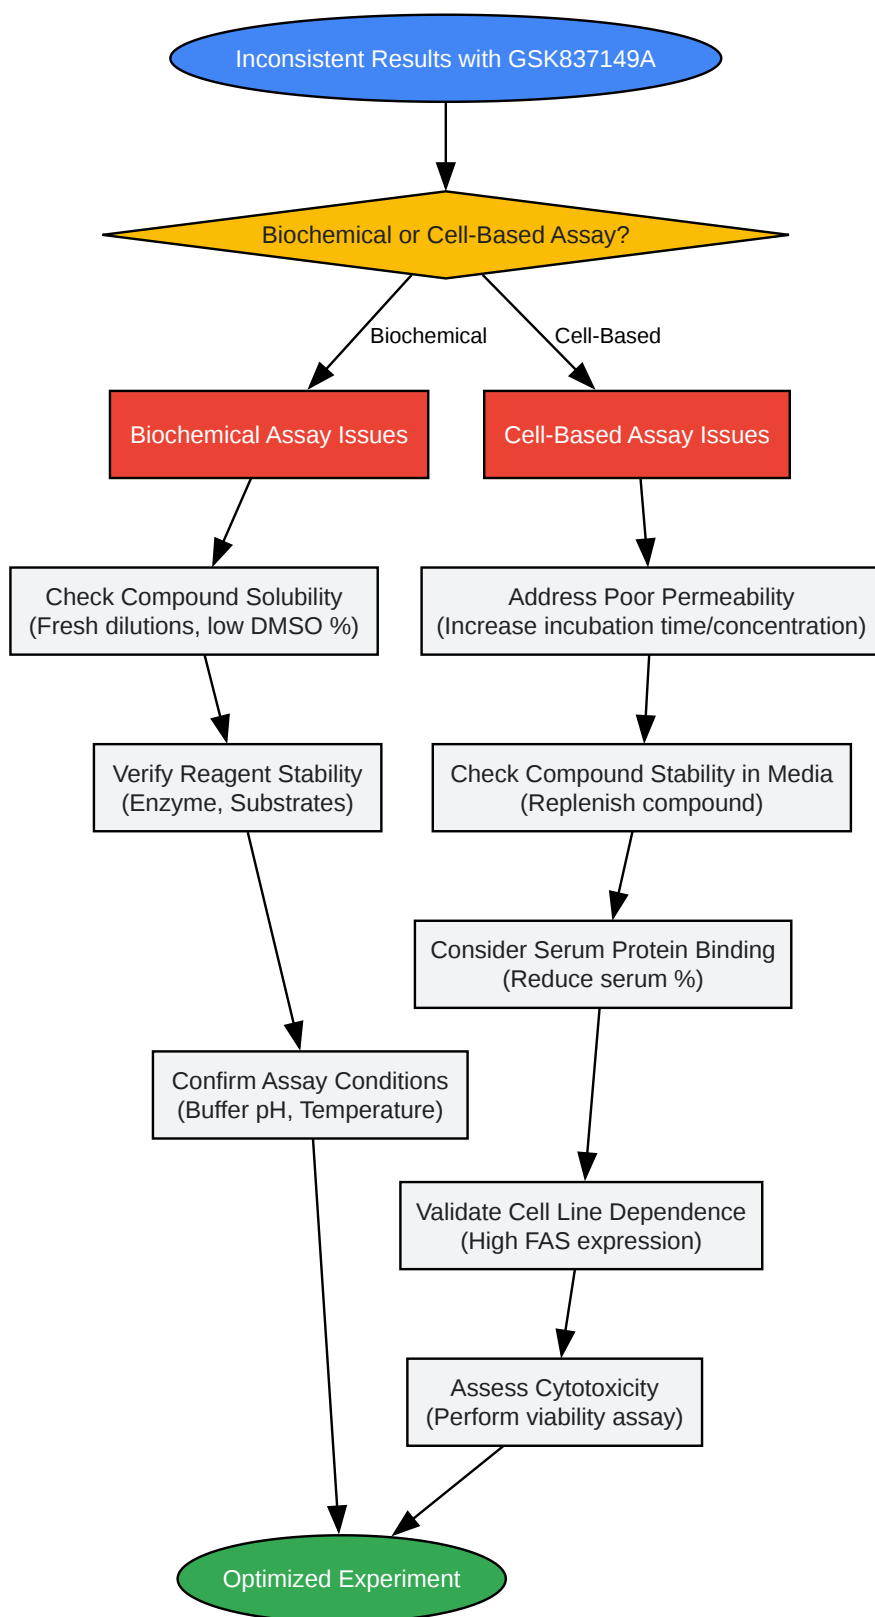 Inconsistent Results with GSK837149A
Biochemical or Cell-Based Assay?
Biochemical
Cell-Based
Biochemical Assay Issues
Cell-Based Assay Issues
Check Compound Solubility
(Fresh dilutions, low DMSO %)
Address Poor Permeability
(Increase incubation time/concentration)
Verify Reagent Stability
(Enzyme, Substrates)
Check Compound Stability in Media
(Replenish compound)
Consider Serum Protein Binding
(Reduce serum %)
Confirm Assay Conditions
(Buffer pH, Temperature)
Validate Cell Line Dependence
(High FAS expression)
Assess Cytotoxicity
(Perform viability assay)
Optimized Experiment